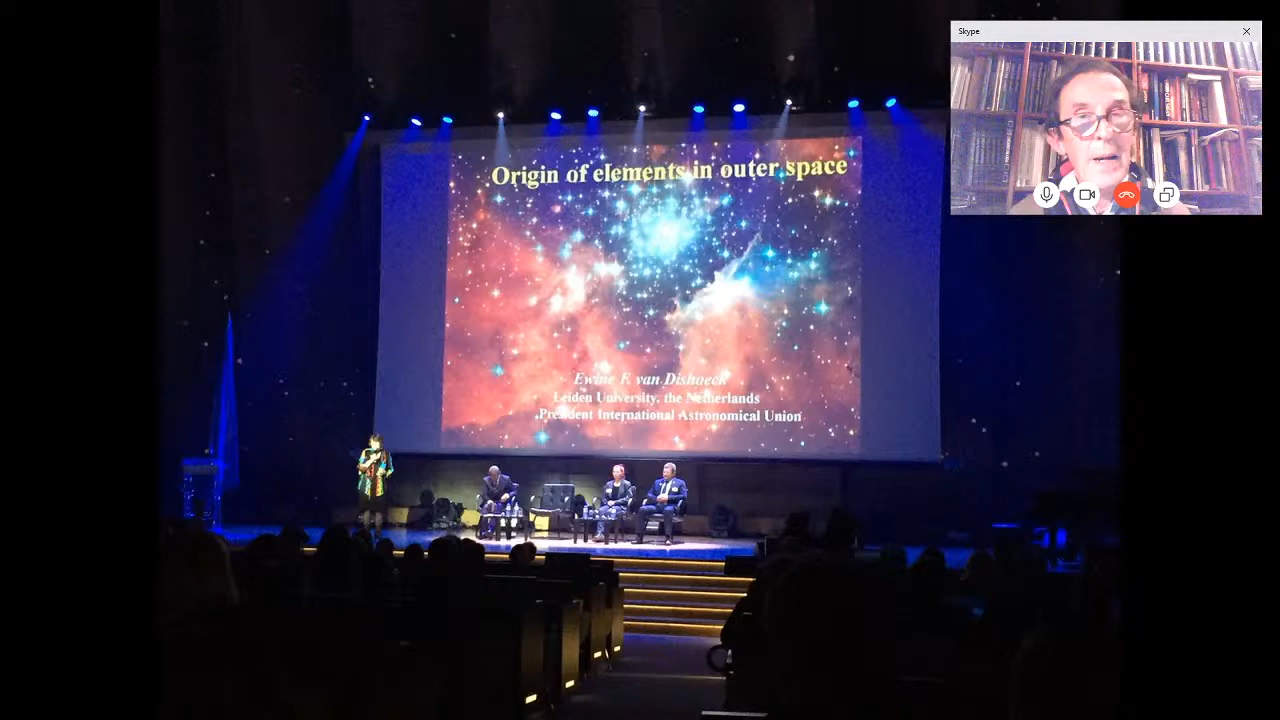 Skype
Origin of elements in outer space
Ewine F. van Dishoeck
Leiden University, the Netherlands
President International Astronomical Union